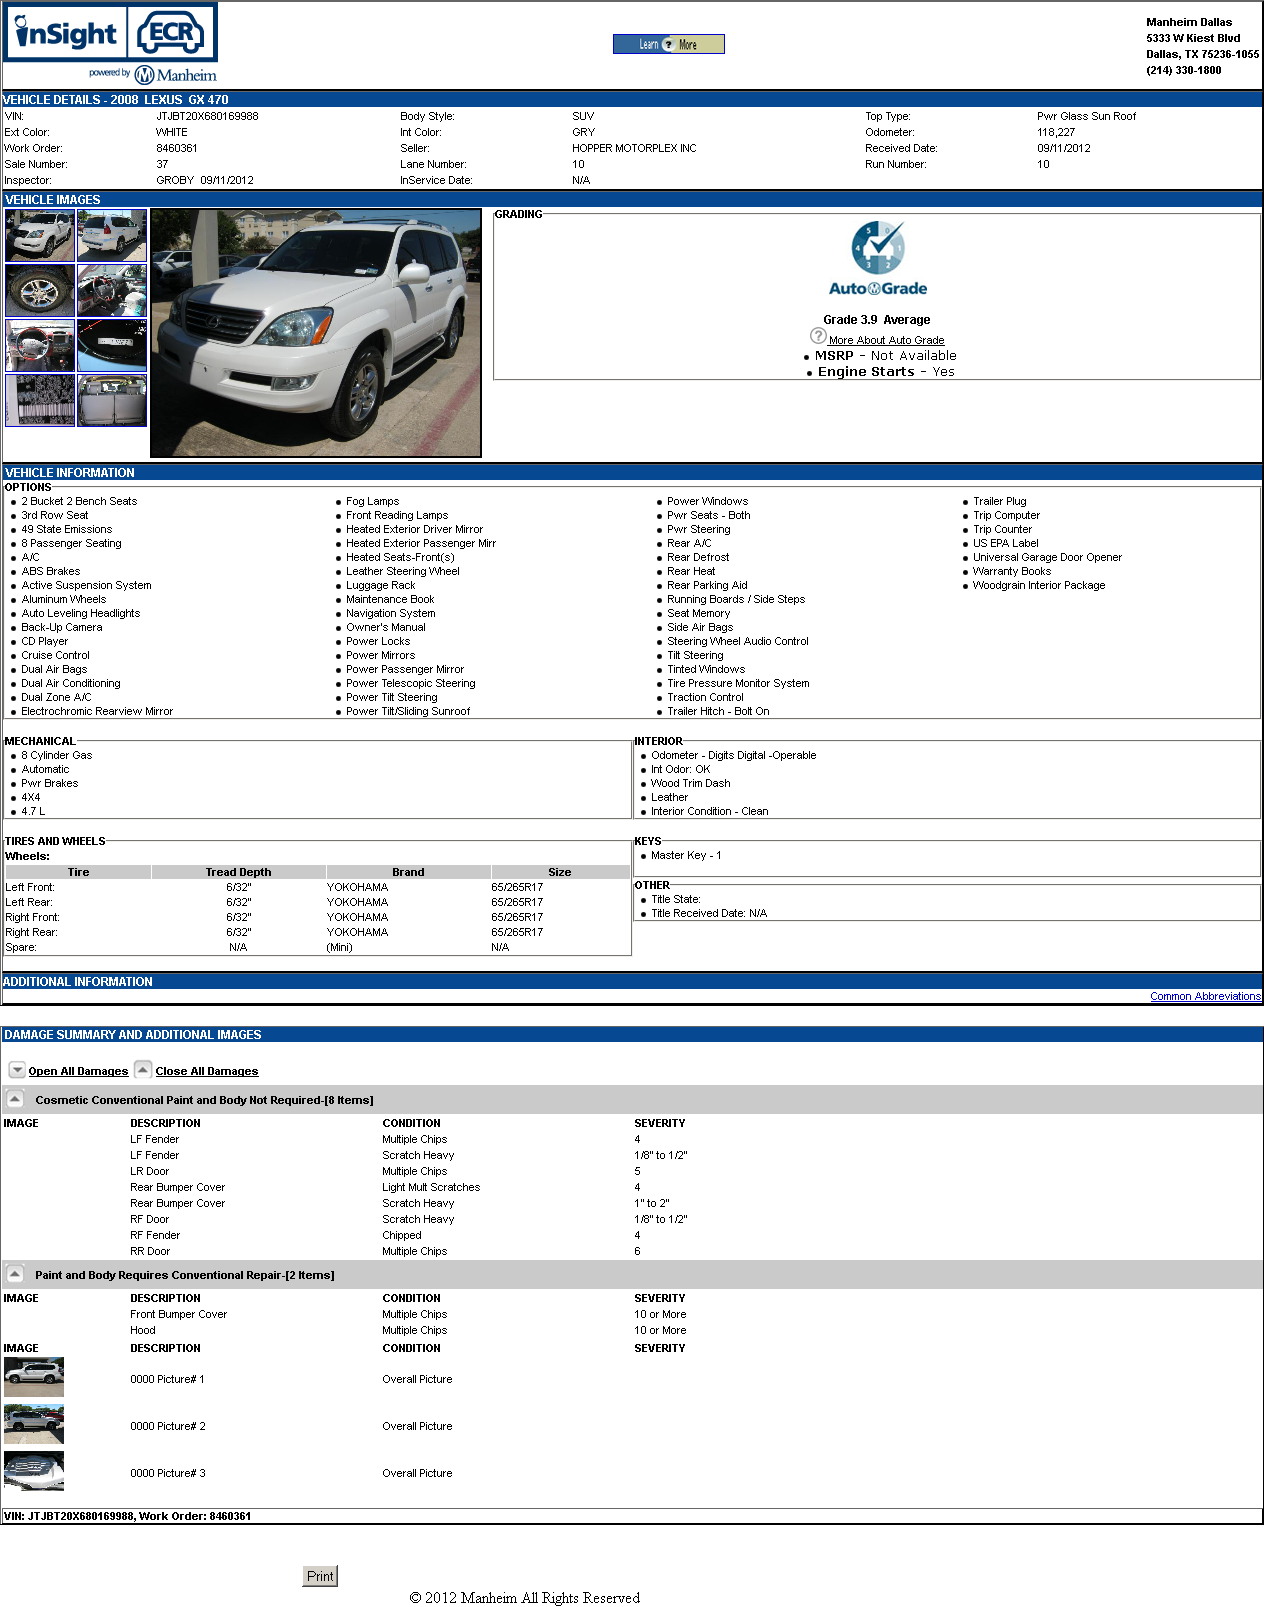 inSight ECR
powered by Manheim
Learn ? More
Manheim Dallas
5333 W Kiest Blvd
Dallas, TX 75236-1055
(214) 330-1800
VEHICLE DETAILS - 2008 LEXUS GX 470
VIN: JTJBT20X680169988 Body Style: SUV Top Type: Pwr Glass Sun Roof
Ext Color: WHITE Int Color: GRY Odometer: 118,227
Work Order: 8460361 Seller: HOPPER MOTORPLEX INC Received Date: 09/11/2012
Sale Number: 37 Lane Number: 10 Run Number: 10
Inspector: GROBY 09/11/2012 InService Date: N/A
VEHICLE IMAGES
GRADING
5 4 3 2 1
AutoGrade
Grade 3.9 Average
? More About Auto Grade
• MSRP - Not Available
• Engine Starts - Yes
VEHICLE INFORMATION
OPTIONS
• 2 Bucket 2 Bench Seats
• 3rd Row Seat
• 49 State Emissions
• 8 Passenger Seating
• A/C
• ABS Brakes
• Active Suspension System
• Aluminum Wheels
• Auto Leveling Headlights
• Back-Up Camera
• CD Player
• Cruise Control
• Dual Air Bags
• Dual Air Conditioning
• Dual Zone A/C
• Electrochromic Rearview Mirror
• Fog Lamps
• Front Reading Lamps
• Heated Exterior Driver Mirror
• Heated Exterior Passenger Mirr
• Heated Seats-Front(s)
• Leather Steering Wheel
• Luggage Rack
• Maintenance Book
• Navigation System
• Owner's Manual
• Power Locks
• Power Mirrors
• Power Passenger Mirror
• Power Telescopic Steering
• Power Tilt Steering
• Power Tilt/Sliding Sunroof
• Power Windows
• Pwr Seats - Both
• Pwr Steering
• Rear A/C
• Rear Defrost
• Rear Heat
• Rear Parking Aid
• Running Boards / Side Steps
• Seat Memory
• Side Air Bags
• Steering Wheel Audio Control
• Tilt Steering
• Tinted Windows
• Tire Pressure Monitor System
• Traction Control
• Trailer Hitch - Bolt On
• Trailer Plug
• Trip Computer
• Trip Counter
• US EPA Label
• Universal Garage Door Opener
• Warranty Books
• Woodgrain Interior Package
MECHANICAL
• 8 Cylinder Gas
• Automatic
• Pwr Brakes
• 4X4
• 4.7 L
INTERIOR
• Odometer - Digits Digital -Operable
• Int Odor: OK
• Wood Trim Dash
• Leather
• Interior Condition - Clean
TIRES AND WHEELS
Wheels:
Tire Tread Depth Brand Size
Left Front: 6/32" YOKOHAMA 65/265R17
Left Rear: 6/32" YOKOHAMA 65/265R17
Right Front: 6/32" YOKOHAMA 65/265R17
Right Rear: 6/32" YOKOHAMA 65/265R17
Spare: N/A (Mini) N/A
KEYS
• Master Key - 1
OTHER
• Title State:
• Title Received Date: N/A
ADDITIONAL INFORMATION
Common Abbreviations
DAMAGE SUMMARY AND ADDITIONAL IMAGES
Open All Damages Close All Damages
Cosmetic Conventional Paint and Body Not Required-[8 Items]
IMAGE DESCRIPTION CONDITION SEVERITY
LF Fender Multiple Chips 4
LF Fender Scratch Heavy 1/8" to 1/2"
LR Door Multiple Chips 5
Rear Bumper Cover Light Mult Scratches 4
Rear Bumper Cover Scratch Heavy 1" to 2"
RF Door Scratch Heavy 1/8" to 1/2"
RF Fender Chipped 4
RR Door Multiple Chips 6
Paint and Body Requires Conventional Repair-[2 Items]
IMAGE DESCRIPTION CONDITION SEVERITY
Front Bumper Cover Multiple Chips 10 or More
Hood Multiple Chips 10 or More
IMAGE DESCRIPTION CONDITION SEVERITY
0000 Picture# 1 Overall Picture
0000 Picture# 2 Overall Picture
0000 Picture# 3 Overall Picture
VIN: JTJBT20X680169988, Work Order: 8460361
Print
© 2012 Manheim All Rights Reserved